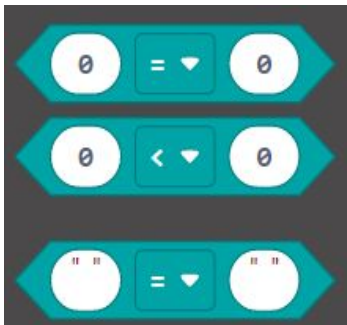 0 = 0
0 < 0
" " = " "